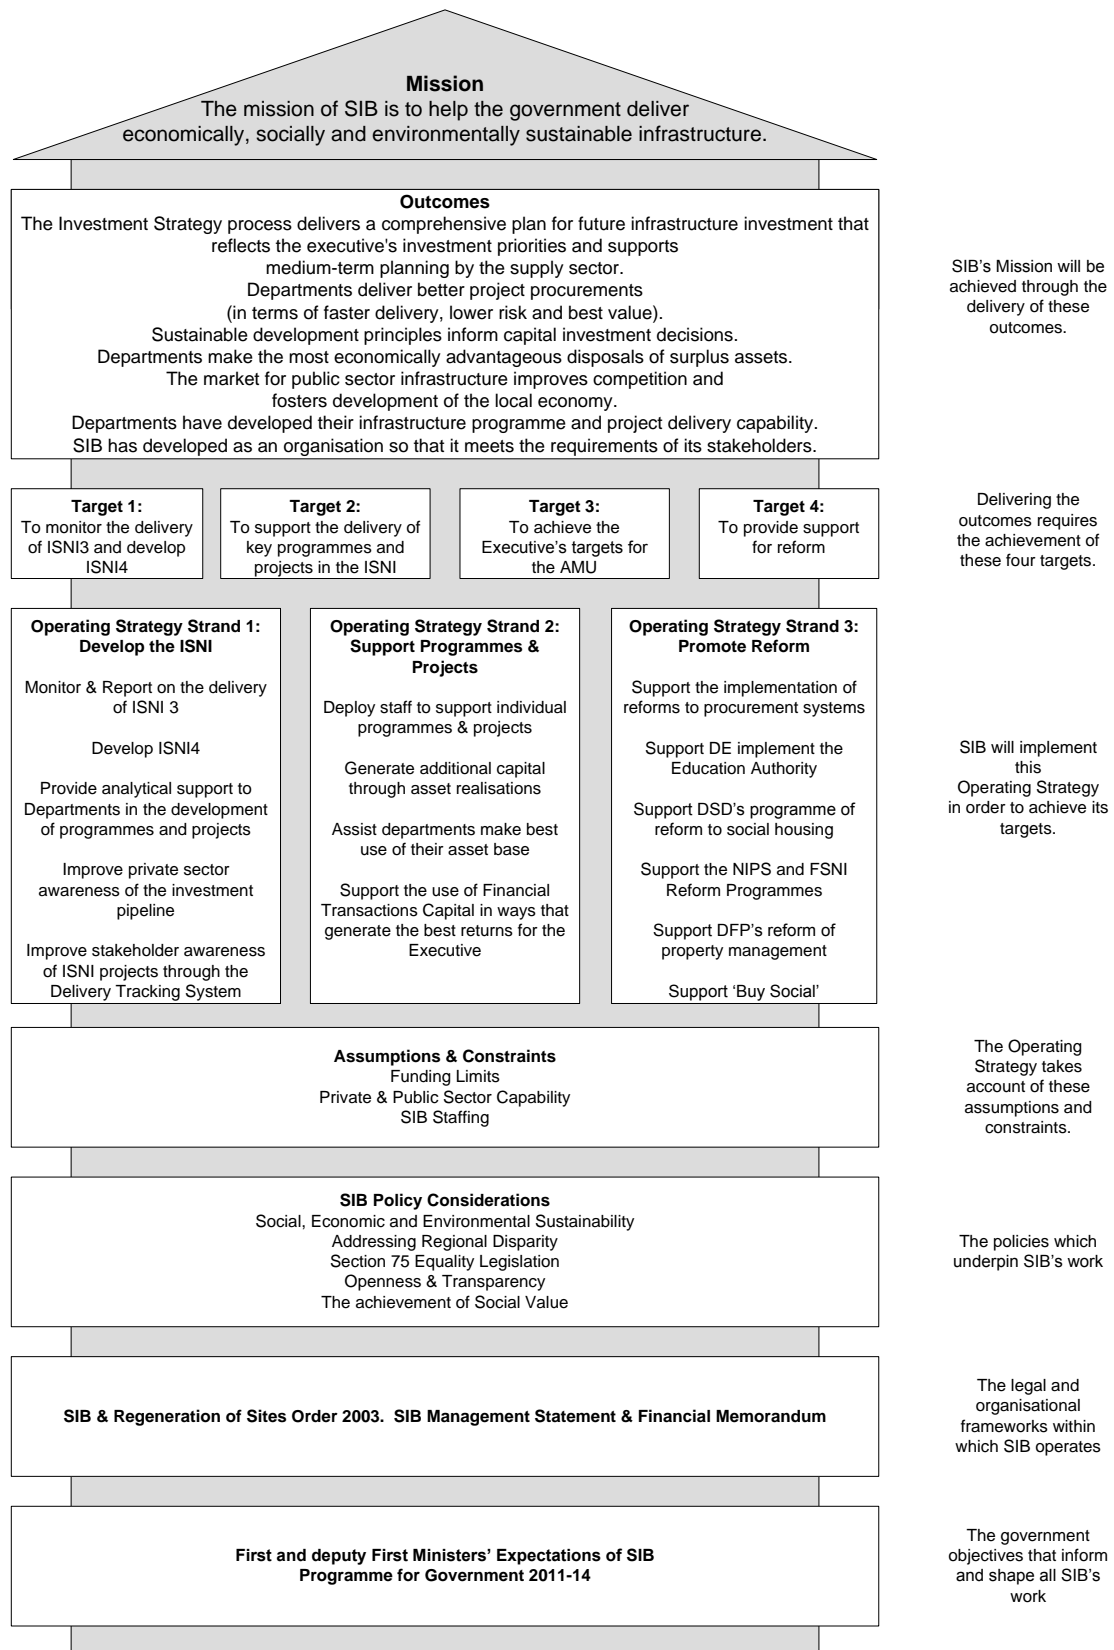 Mission
The mission of SIB is to help the government deliver
economically, socially and environmentally sustainable infrastructure.
Outcomes
The Investment Strategy process delivers a comprehensive plan for future infrastructure investment that
reflects the executive's investment priorities and supports
medium-term planning by the supply sector.
Departments deliver better project procurements
(in terms of faster delivery, lower risk and best value).
Sustainable development principles inform capital investment decisions.
Departments make the most economically advantageous disposals of surplus assets.
The market for public sector infrastructure improves competition and
fosters development of the local economy.
Departments have developed their infrastructure programme and project delivery capability.
SIB has developed as an organisation so that it meets the requirements of its stakeholders.
SIB's Mission will be
achieved through the
delivery of these
outcomes.
Target 1:
To monitor the delivery
of ISNI3 and develop
ISNI4
Target 2:
To support the delivery of
key programmes and
projects in the ISNI
Target 3:
To achieve the
Executive's targets for
the AMU
Target 4:
To provide support
for reform
Delivering the
outcomes requires
the achievement of
these four targets.
Operating Strategy Strand 1:
Develop the ISNI
Monitor & Report on the delivery
of ISNI 3
Develop ISNI4
Provide analytical support to
Departments in the development
of programmes and projects
Improve private sector
awareness of the investment
pipeline
Improve stakeholder awareness
of ISNI projects through the
Delivery Tracking System
Operating Strategy Strand 2:
Support Programmes &
Projects
Deploy staff to support individual
programmes & projects
Generate additional capital
through asset realisations
Assist departments make best
use of their asset base
Support the use of Financial
Transactions Capital in ways that
generate the best returns for the
Executive
Operating Strategy Strand 3:
Promote Reform
Support the implementation of
reforms to procurement systems
Support DE implement the
Education Authority
Support DSD's programme of
reform to social housing
Support the NIPS and FSNI
Reform Programmes
Support DFP's reform of
property management
Support 'Buy Social'
SIB will implement
this
Operating Strategy
in order to achieve its
targets.
Assumptions & Constraints
Funding Limits
Private & Public Sector Capability
SIB Staffing
The Operating
Strategy takes
account of these
assumptions and
constraints.
SIB Policy Considerations
Social, Economic and Environmental Sustainability
Addressing Regional Disparity
Section 75 Equality Legislation
Openness & Transparency
The achievement of Social Value
The policies which
underpin SIB's work
SIB & Regeneration of Sites Order 2003.  SIB Management Statement & Financial Memorandum
The legal and
organisational
frameworks within
which SIB operates
First and deputy First Ministers' Expectations of SIB
Programme for Government 2011-14
The government
objectives that inform
and shape all SIB's
work